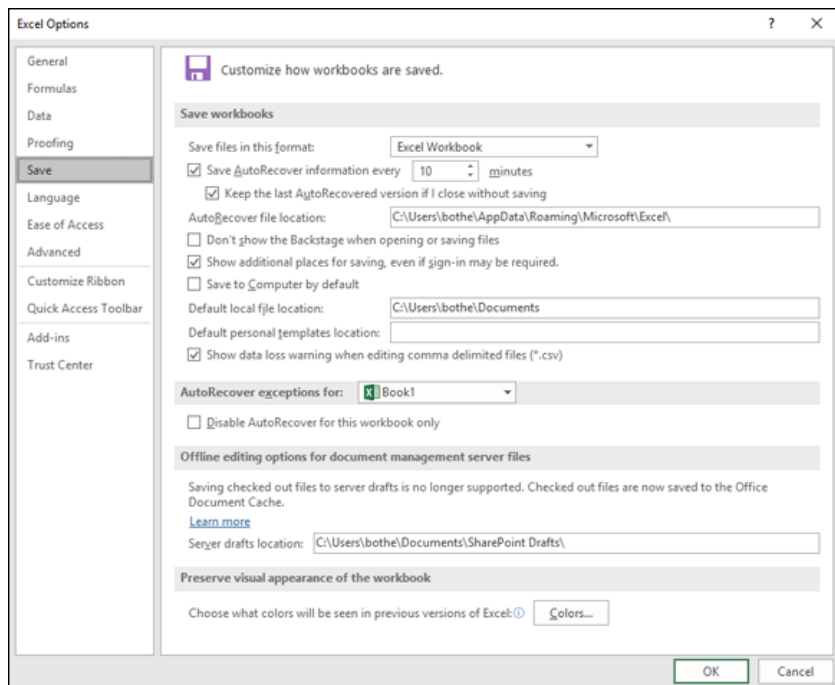 Excel Options
?
General
Formulas
Data
Proofing
Save
Language
Ease of Access
Advanced
Customize Ribbon
Quick Access Toolbar
Add-ins
Trust Center
Customize how workbooks are saved.
Save workbooks
Save files in this format: Excel Workbook
Save AutoRecover information every 10 minutes
Keep the last AutoRecovered version if I close without saving
AutoRecover file location: C:\Users\bothe\AppData\Roaming\Microsoft\Excel\
Don't show the Backstage when opening or saving files
Show additional places for saving, even if sign-in may be required.
Save to Computer by default
Default local file location: C:\Users\bothe\Documents
Default personal templates location:
Show data loss warning when editing comma delimited files (*.csv)
AutoRecover exceptions for: Book1
Disable AutoRecover for this workbook only
Offline editing options for document management server files
Saving checked out files to server drafts is no longer supported. Checked out files are now saved to the Office
Document Cache.
Learn more
Server drafts location: C:\Users\bothe\Documents\SharePoint Drafts\
Preserve visual appearance of the workbook
Choose what colors will be seen in previous versions of Excel: Colors...
OK Cancel